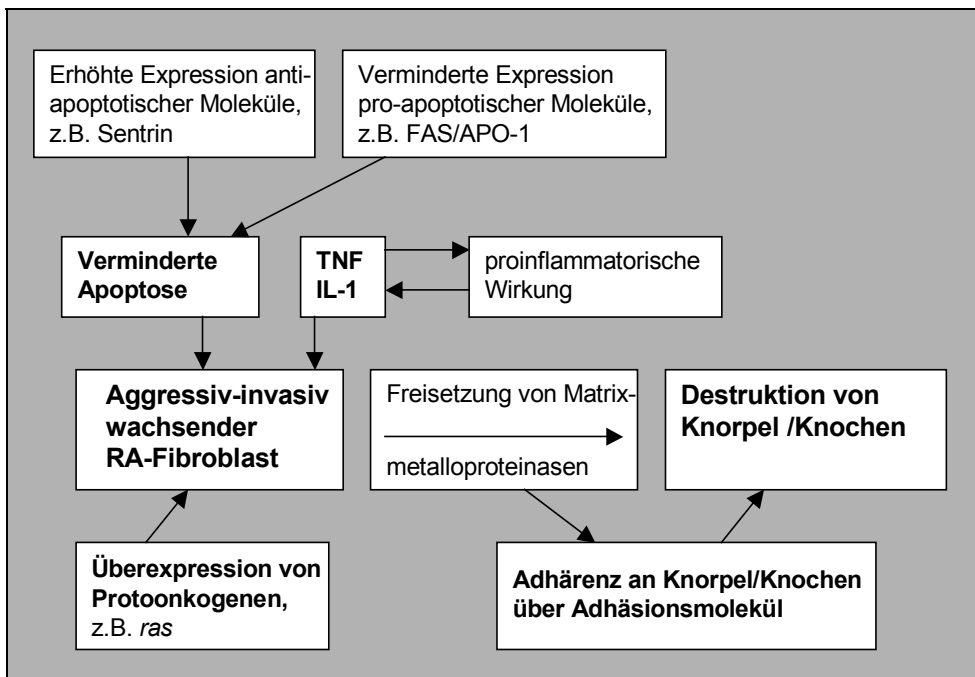 Erhöhte Expression anti-
apoptotischer Moleküle,
z.B. Sentrin
Verminderte Expression
pro-apoptotischer Moleküle,
z.B. FAS/APO-1
Verminderte
Apoptose
TNF
IL-1
proinflammatorische
Wirkung
Aggressiv-invasiv
wachsender
RA-Fibroblast
Freisetzung von Matrix-
metalloproteinasen
Destruktion von
Knorpel /Knochen
Überexpression von
Protoonkogenen,
z.B. ras
Adhärenz an Knorpel/Knochen
über Adhäsionsmolekül